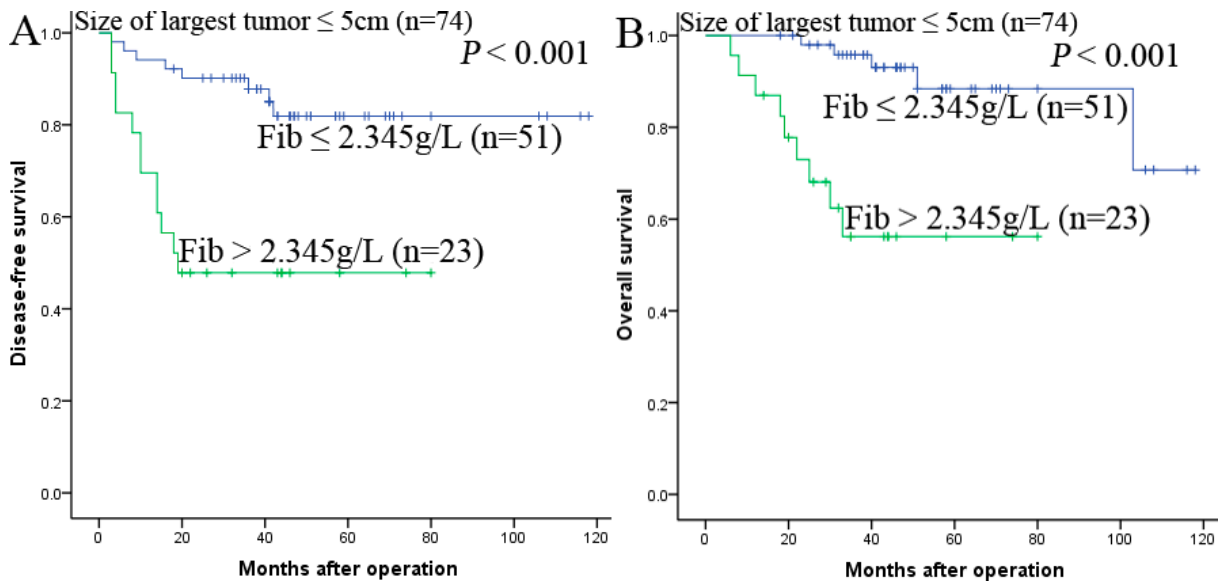 A
Size of largest tumor ≤ 5cm (n=74)
P < 0.001
Fib ≤ 2.345g/L (n=51)
Fib > 2.345g/L (n=23)
Disease-free survival
1.0
0.8
0.6
0.4
0.2
0.0
0 20 40 60 80 100 120
Months after operation
B
Size of largest tumor ≤ 5cm (n=74)
P < 0.001
Fib ≤ 2.345g/L (n=51)
Fib > 2.345g/L (n=23)
Overall survival
1.0
0.8
0.6
0.4
0.2
0.0
0 20 40 60 80 100 120
Months after operation